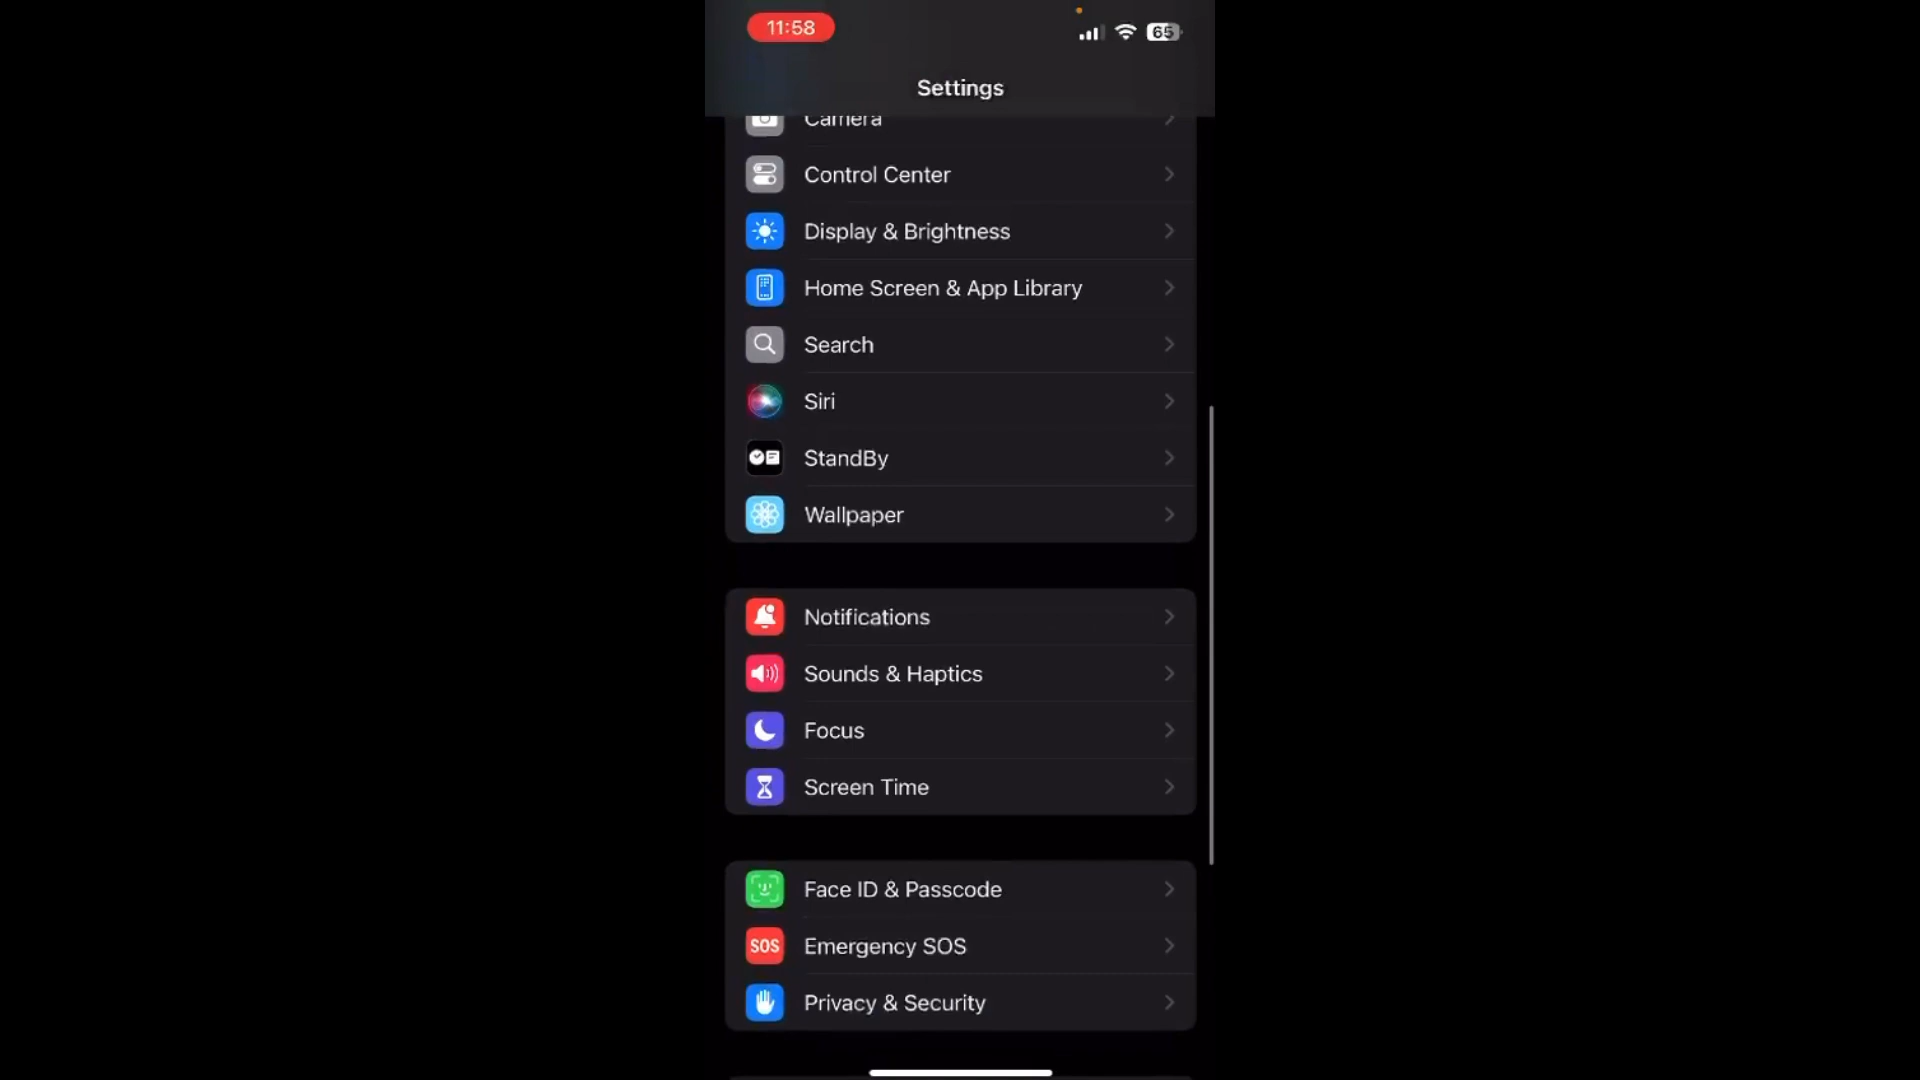 11:58
65
Settings
Camera
Control Center
Display & Brightness
Home Screen & App Library
Search
Siri
StandBy
Wallpaper
Notifications
Sounds & Haptics
Focus
Screen Time
Face ID & Passcode
SOS
Emergency SOS
Privacy & Security